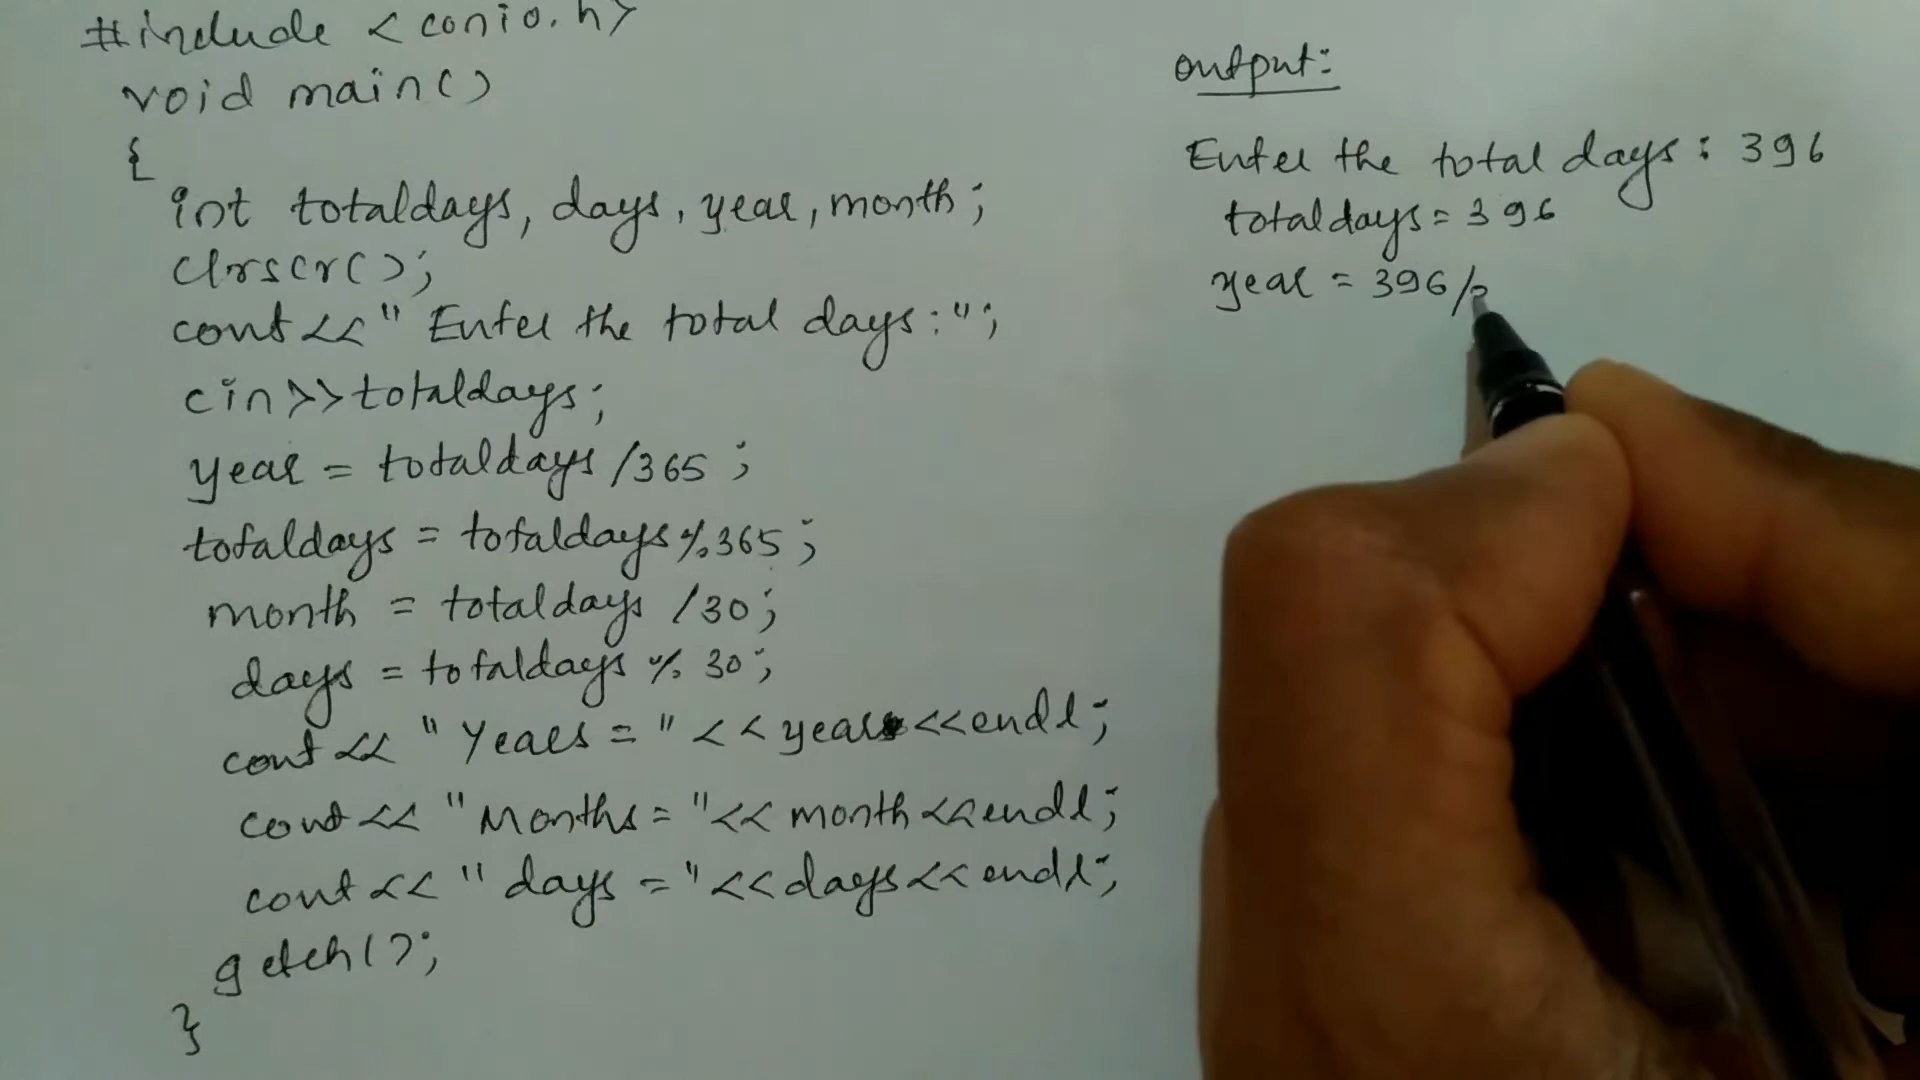 #include <conio.h>
void main()
{
int totaldays, days, year, month;
clrscr();
cout<<" Enter the total days:";
cin>>totaldays;
year = totaldays /365 ;
totaldays = totaldays%365;
month = totaldays /30;
days = totaldays % 30;
cout<< "Years = "<<year<<endl;
cout<< "Months = "<<month<<endl;
cout<< "days = "<<days<<endl;
getch();
}
output:
Enter the total days: 396
totaldays = 396
year = 396/